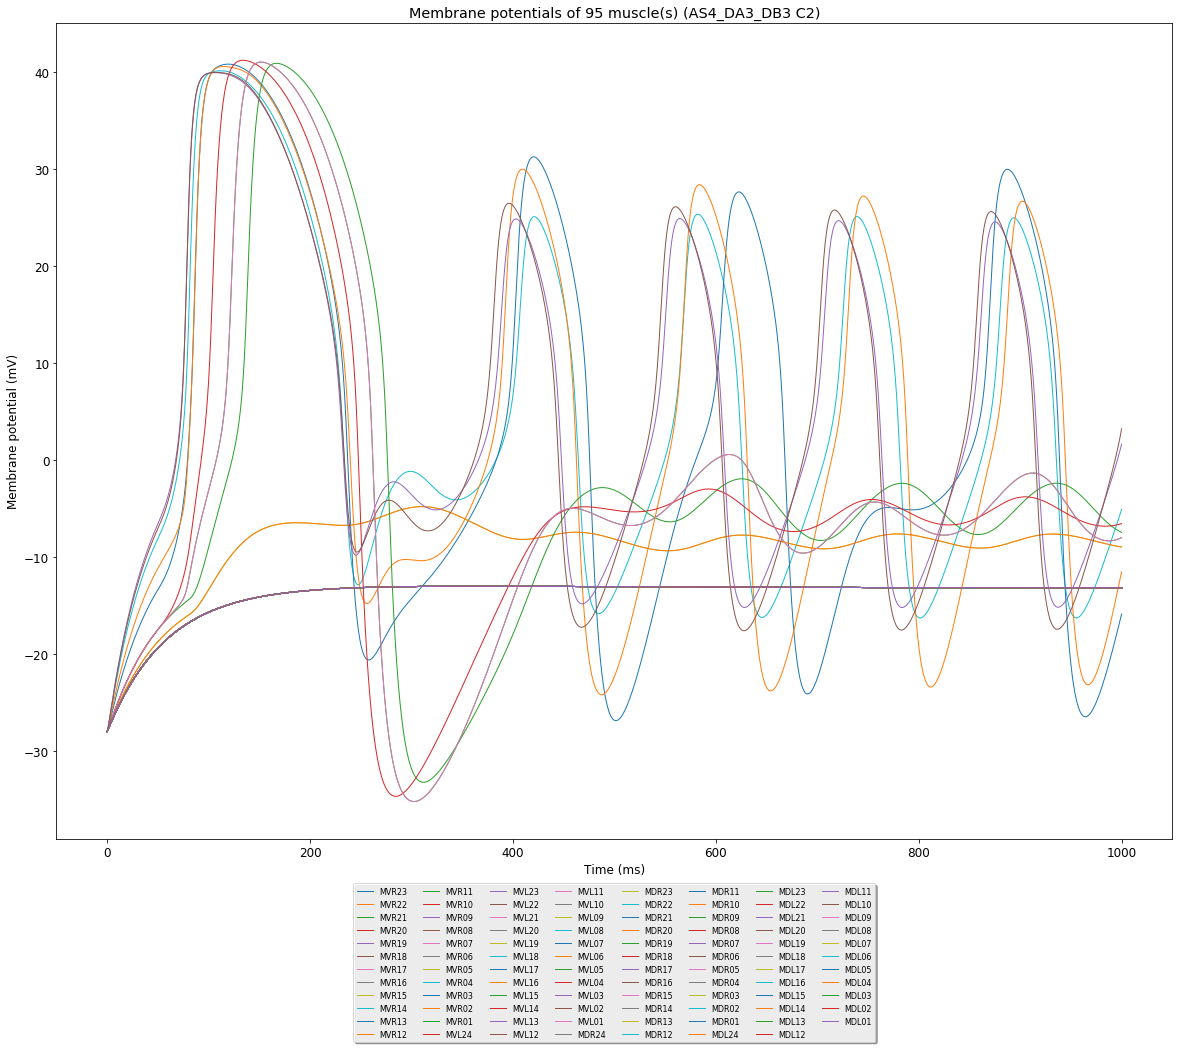 Membrane potentials of 95 muscle(s) (AS4_DA3_DB3 C2)
40
30
20
10
0
−10
−20
−30
Membrane potential (mV)
0 200 400 600 800 1000
Time (ms)
MVR23 MVR11 MVL23 MVL11 MDR23 MDR11 MDL23 MDL11
MVR22 MVR10 MVL22 MVL10 MDR22 MDR10 MDL22 MDL10
MVR21 MVR09 MVL21 MVL09 MDR21 MDR09 MDL21 MDL09
MVR20 MVR08 MVL20 MVL08 MDR20 MDR08 MDL20 MDL08
MVR19 MVR07 MVL19 MVL07 MDR19 MDR07 MDL19 MDL07
MVR18 MVR06 MVL18 MVL06 MDR18 MDR06 MDL18 MDL06
MVR17 MVR05 MVL17 MVL05 MDR17 MDR05 MDL17 MDL05
MVR16 MVR04 MVL16 MVL04 MDR16 MDR04 MDL16 MDL04
MVR15 MVR03 MVL15 MVL03 MDR15 MDR03 MDL15 MDL03
MVR14 MVR02 MVL14 MVL02 MDR14 MDR02 MDL14 MDL02
MVR13 MVR01 MVL13 MVL01 MDR13 MDR01 MDL13 MDL01
MVR12 MVL24 MVL12 MDR24 MDR12 MDL24 MDL12